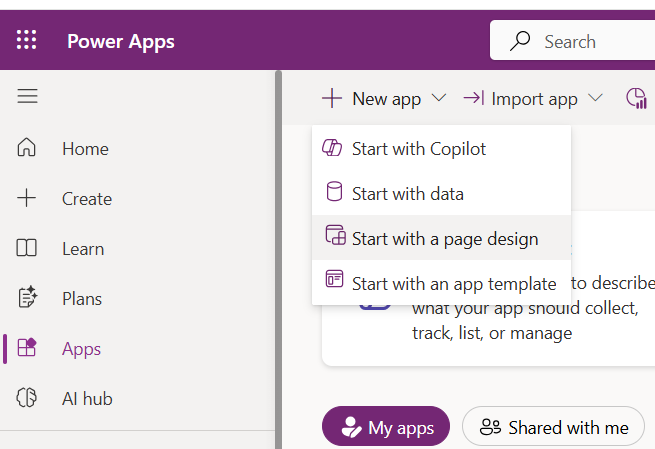 Power Apps
Search
Home
Create
Learn
Plans
Apps
AI hub
New app
Import app
Start with Copilot
Start with data
Start with a page design
Start with an app template
to describe
what your app should collect,
track, list, or manage
My apps
Shared with me